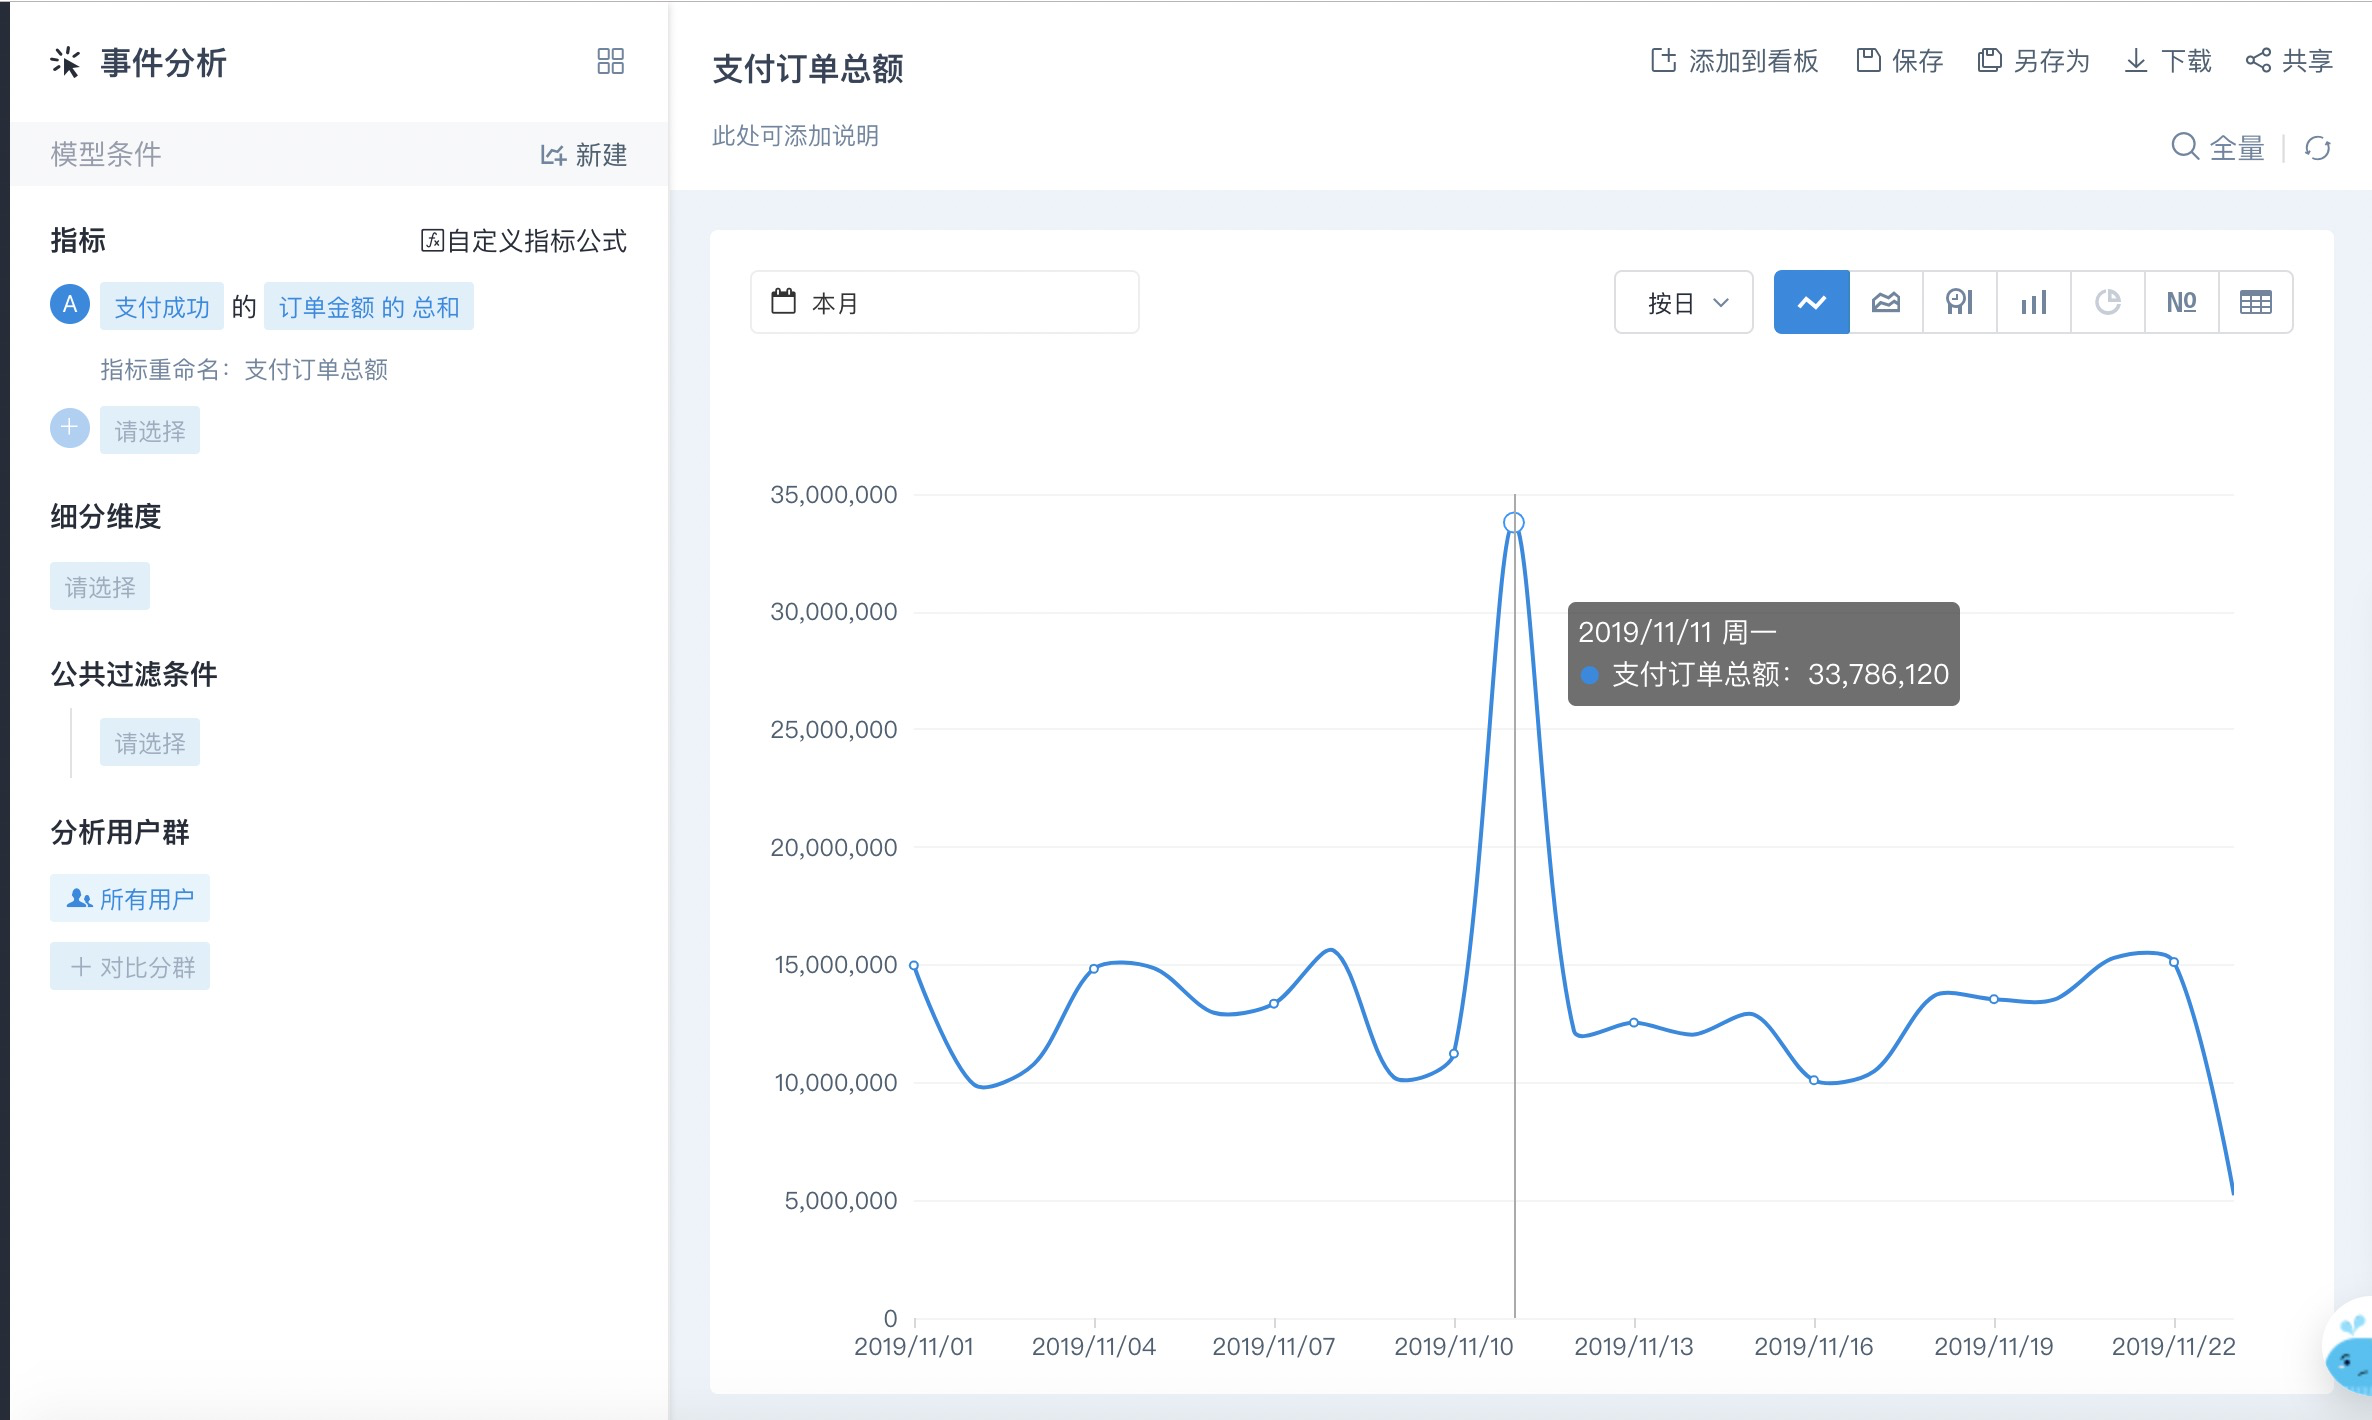 事件分析
模型条件
新建
指标
自定义指标公式
A 支付成功 的 订单金额 的 总和
指标重命名：支付订单总额
请选择
细分维度
请选择
公共过滤条件
请选择
分析用户群
所有用户
+ 对比分群
支付订单总额
添加到看板 保存 另存为 下载 共享
此处可添加说明
全量
本月
按日
Nº
35,000,000
30,000,000
25,000,000
20,000,000
15,000,000
10,000,000
5,000,000
0
2019/11/11 周一
支付订单总额：33,786,120
2019/11/01 2019/11/04 2019/11/07 2019/11/10 2019/11/13 2019/11/16 2019/11/19 2019/11/22